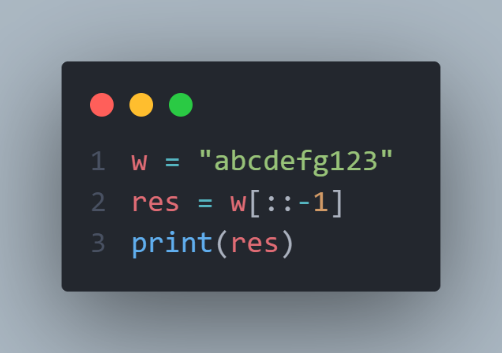 1 w = "abcdefg123"
2 res = w[::-1]
3 print(res)